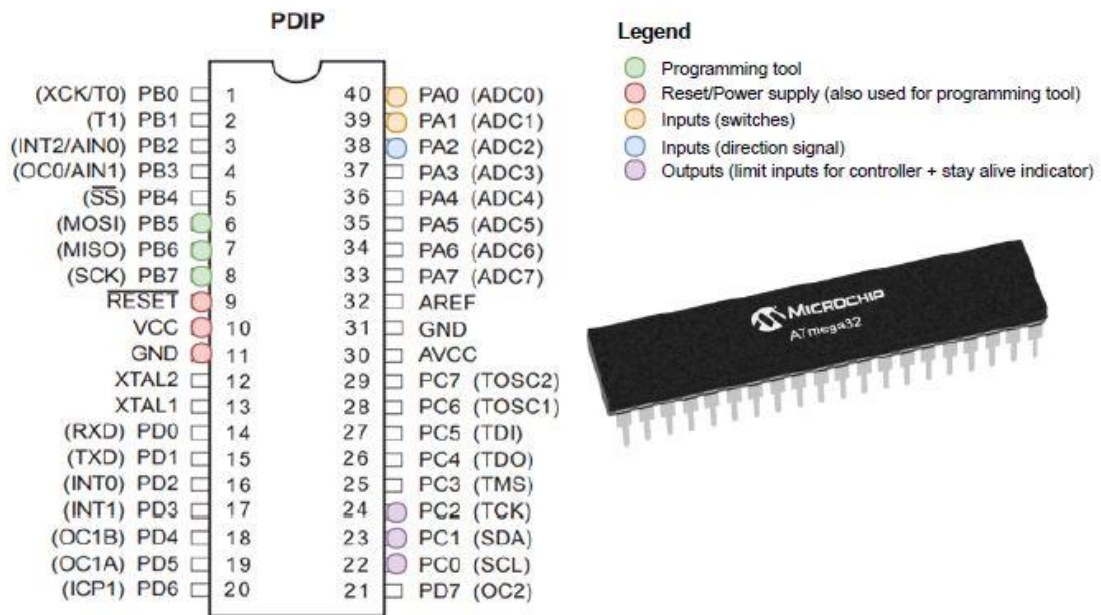 PDIP
(XCK/T0) PB0 1
(T1) PB1 2
(INT2/AIN0) PB2 3
(OC0/AIN1) PB3 4
(SS) PB4 5
(MOSI) PB5 6
(MISO) PB6 7
(SCK) PB7 8
RESET 9
VCC 10
GND 11
XTAL2 12
XTAL1 13
(RXD) PD0 14
(TXD) PD1 15
(INT0) PD2 16
(INT1) PD3 17
(OC1B) PD4 18
(OC1A) PD5 19
(ICP1) PD6 20
40 PA0 (ADC0)
39 PA1 (ADC1)
38 PA2 (ADC2)
37 PA3 (ADC3)
36 PA4 (ADC4)
35 PA5 (ADC5)
34 PA6 (ADC6)
33 PA7 (ADC7)
32 AREF
31 GND
30 AVCC
29 PC7 (TOSC2)
28 PC6 (TOSC1)
27 PC5 (TDI)
26 PC4 (TDO)
25 PC3 (TMS)
24 PC2 (TCK)
23 PC1 (SDA)
22 PC0 (SCL)
21 PD7 (OC2)
Legend
Programming tool
Reset/Power supply (also used for programming tool)
Inputs (switches)
Inputs (direction signal)
Outputs (limit inputs for controller + stay alive indicator)
MICROCHIP
ATmega32